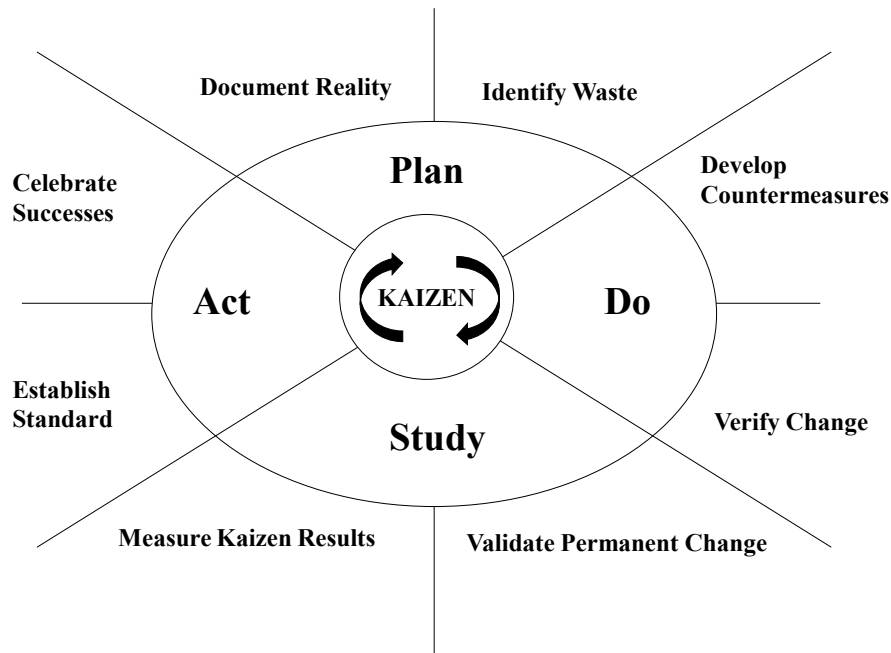 Document Reality
Identify Waste
Plan
Develop
Countermeasures
Celebrate
Successes
Act
KAIZEN
Do
Establish
Standard
Verify Change
Study
Measure Kaizen Results
Validate Permanent Change